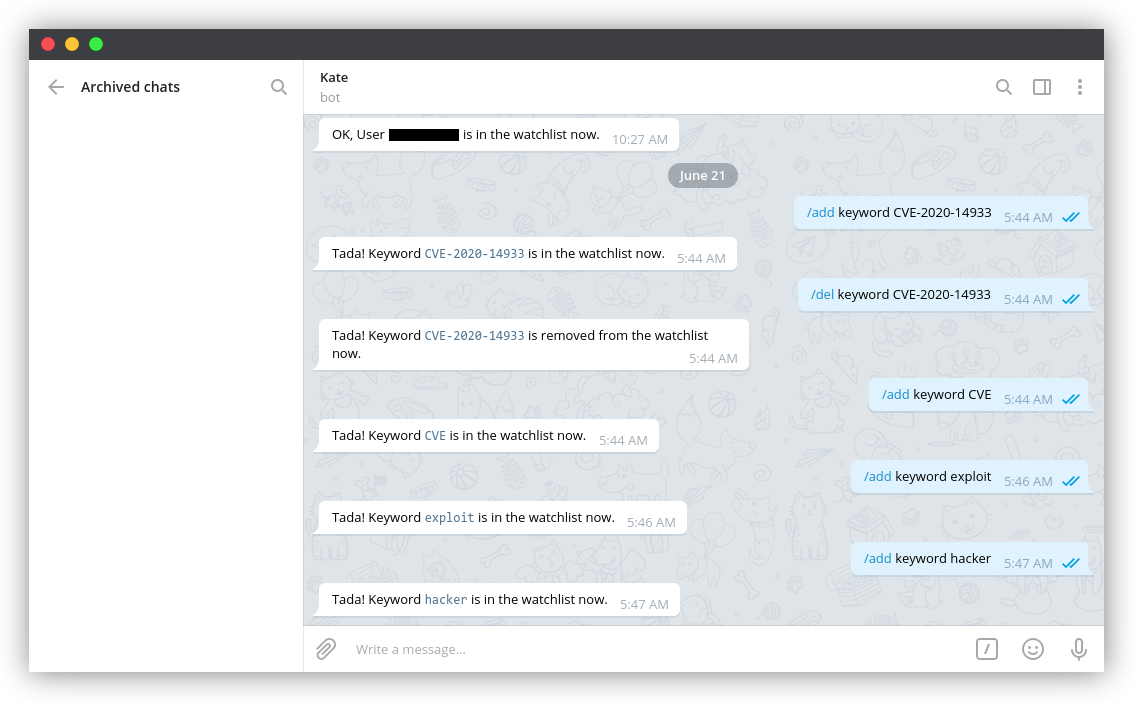 Archived chats
Kate
bot
OK, User is in the watchlist now. 10:27 AM
June 21
/add keyword CVE-2020-14933 5:44 AM
Tada! Keyword CVE-2020-14933 is in the watchlist now. 5:44 AM
/del keyword CVE-2020-14933 5:44 AM
Tada! Keyword CVE-2020-14933 is removed from the watchlist
now. 5:44 AM
/add keyword CVE 5:44 AM
Tada! Keyword CVE is in the watchlist now. 5:44 AM
/add keyword exploit 5:46 AM
Tada! Keyword exploit is in the watchlist now. 5:46 AM
/add keyword hacker 5:47 AM
Tada! Keyword hacker is in the watchlist now. 5:47 AM
Write a message...
/